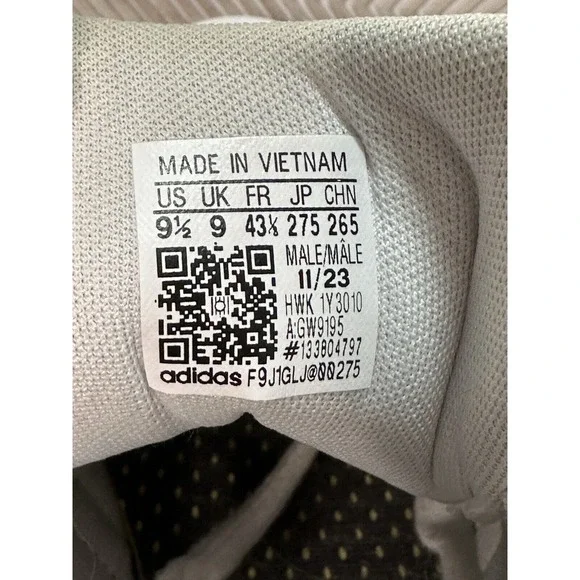 MADE IN VIETNAM
US UK FR JP CHN
9½ 9 43⅓ 275 265
MALE/MÂLE
11/23
HWK 1Y3010
A:GW9195
#133B04797
adidas F9J1GLJ@00275